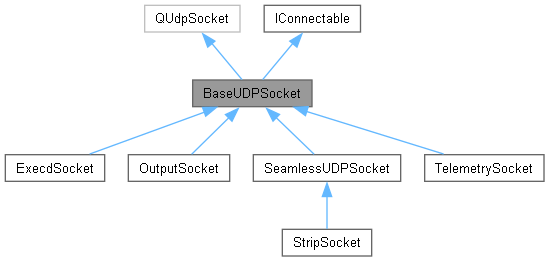 QUdpSocket
IConnectable
BaseUDPSocket
ExecdSocket
OutputSocket
SeamlessUDPSocket
TelemetrySocket
StripSocket